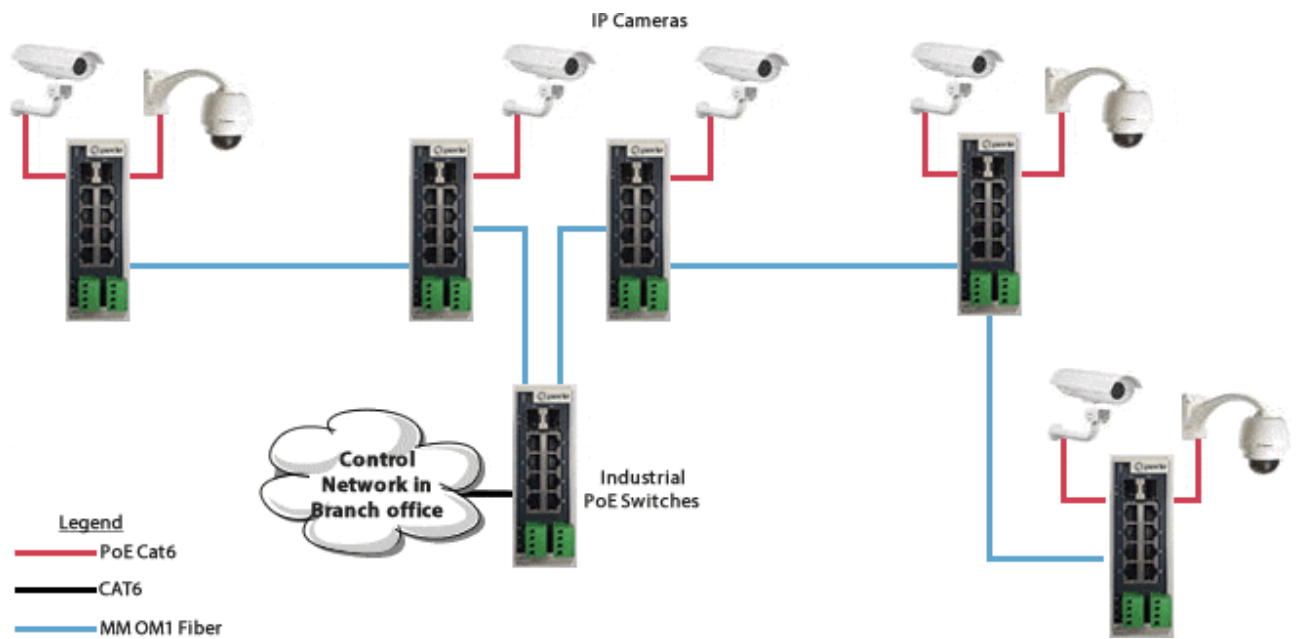 IP Cameras
Control
Network in
Branch office
Industrial
PoE Switches
Legend
PoE Cat6
CAT6
MM OM1 Fiber